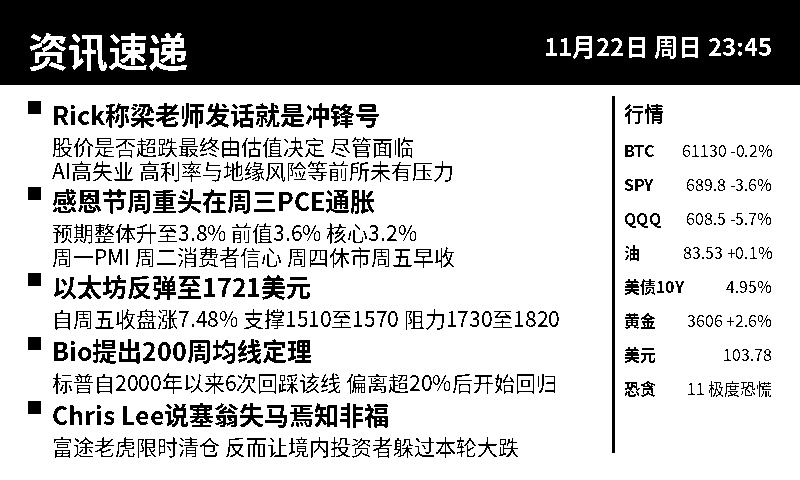 资讯速递
11月22日 周日 23:45
Rick称梁老师发话就是冲锋号
股价是否超跌最终由估值决定 尽管面临
AI高失业 高利率与地缘风险等前所未有压力
感恩节周重头在周三PCE通胀
预期整体升至3.8% 前值3.6% 核心3.2%
周一PMI 周二消费者信心 周四休市周五早收
以太坊反弹至1721美元
自周五收盘涨7.48% 支撑1510至1570 阻力1730至1820
Bio提出200周均线定理
标普自2000年以来6次回踩该线 偏离超20%后开始回归
Chris Lee说塞翁失马焉知非福
富途老虎限时清仓 反而让境内投资者躲过本轮大跌
行情
BTC 61130 -0.2%
SPY 689.8 -3.6%
QQQ 608.5 -5.7%
油 83.53 +0.1%
美债10Y 4.95%
黄金 3606 +2.6%
美元 103.78
恐贪 11 极度恐慌